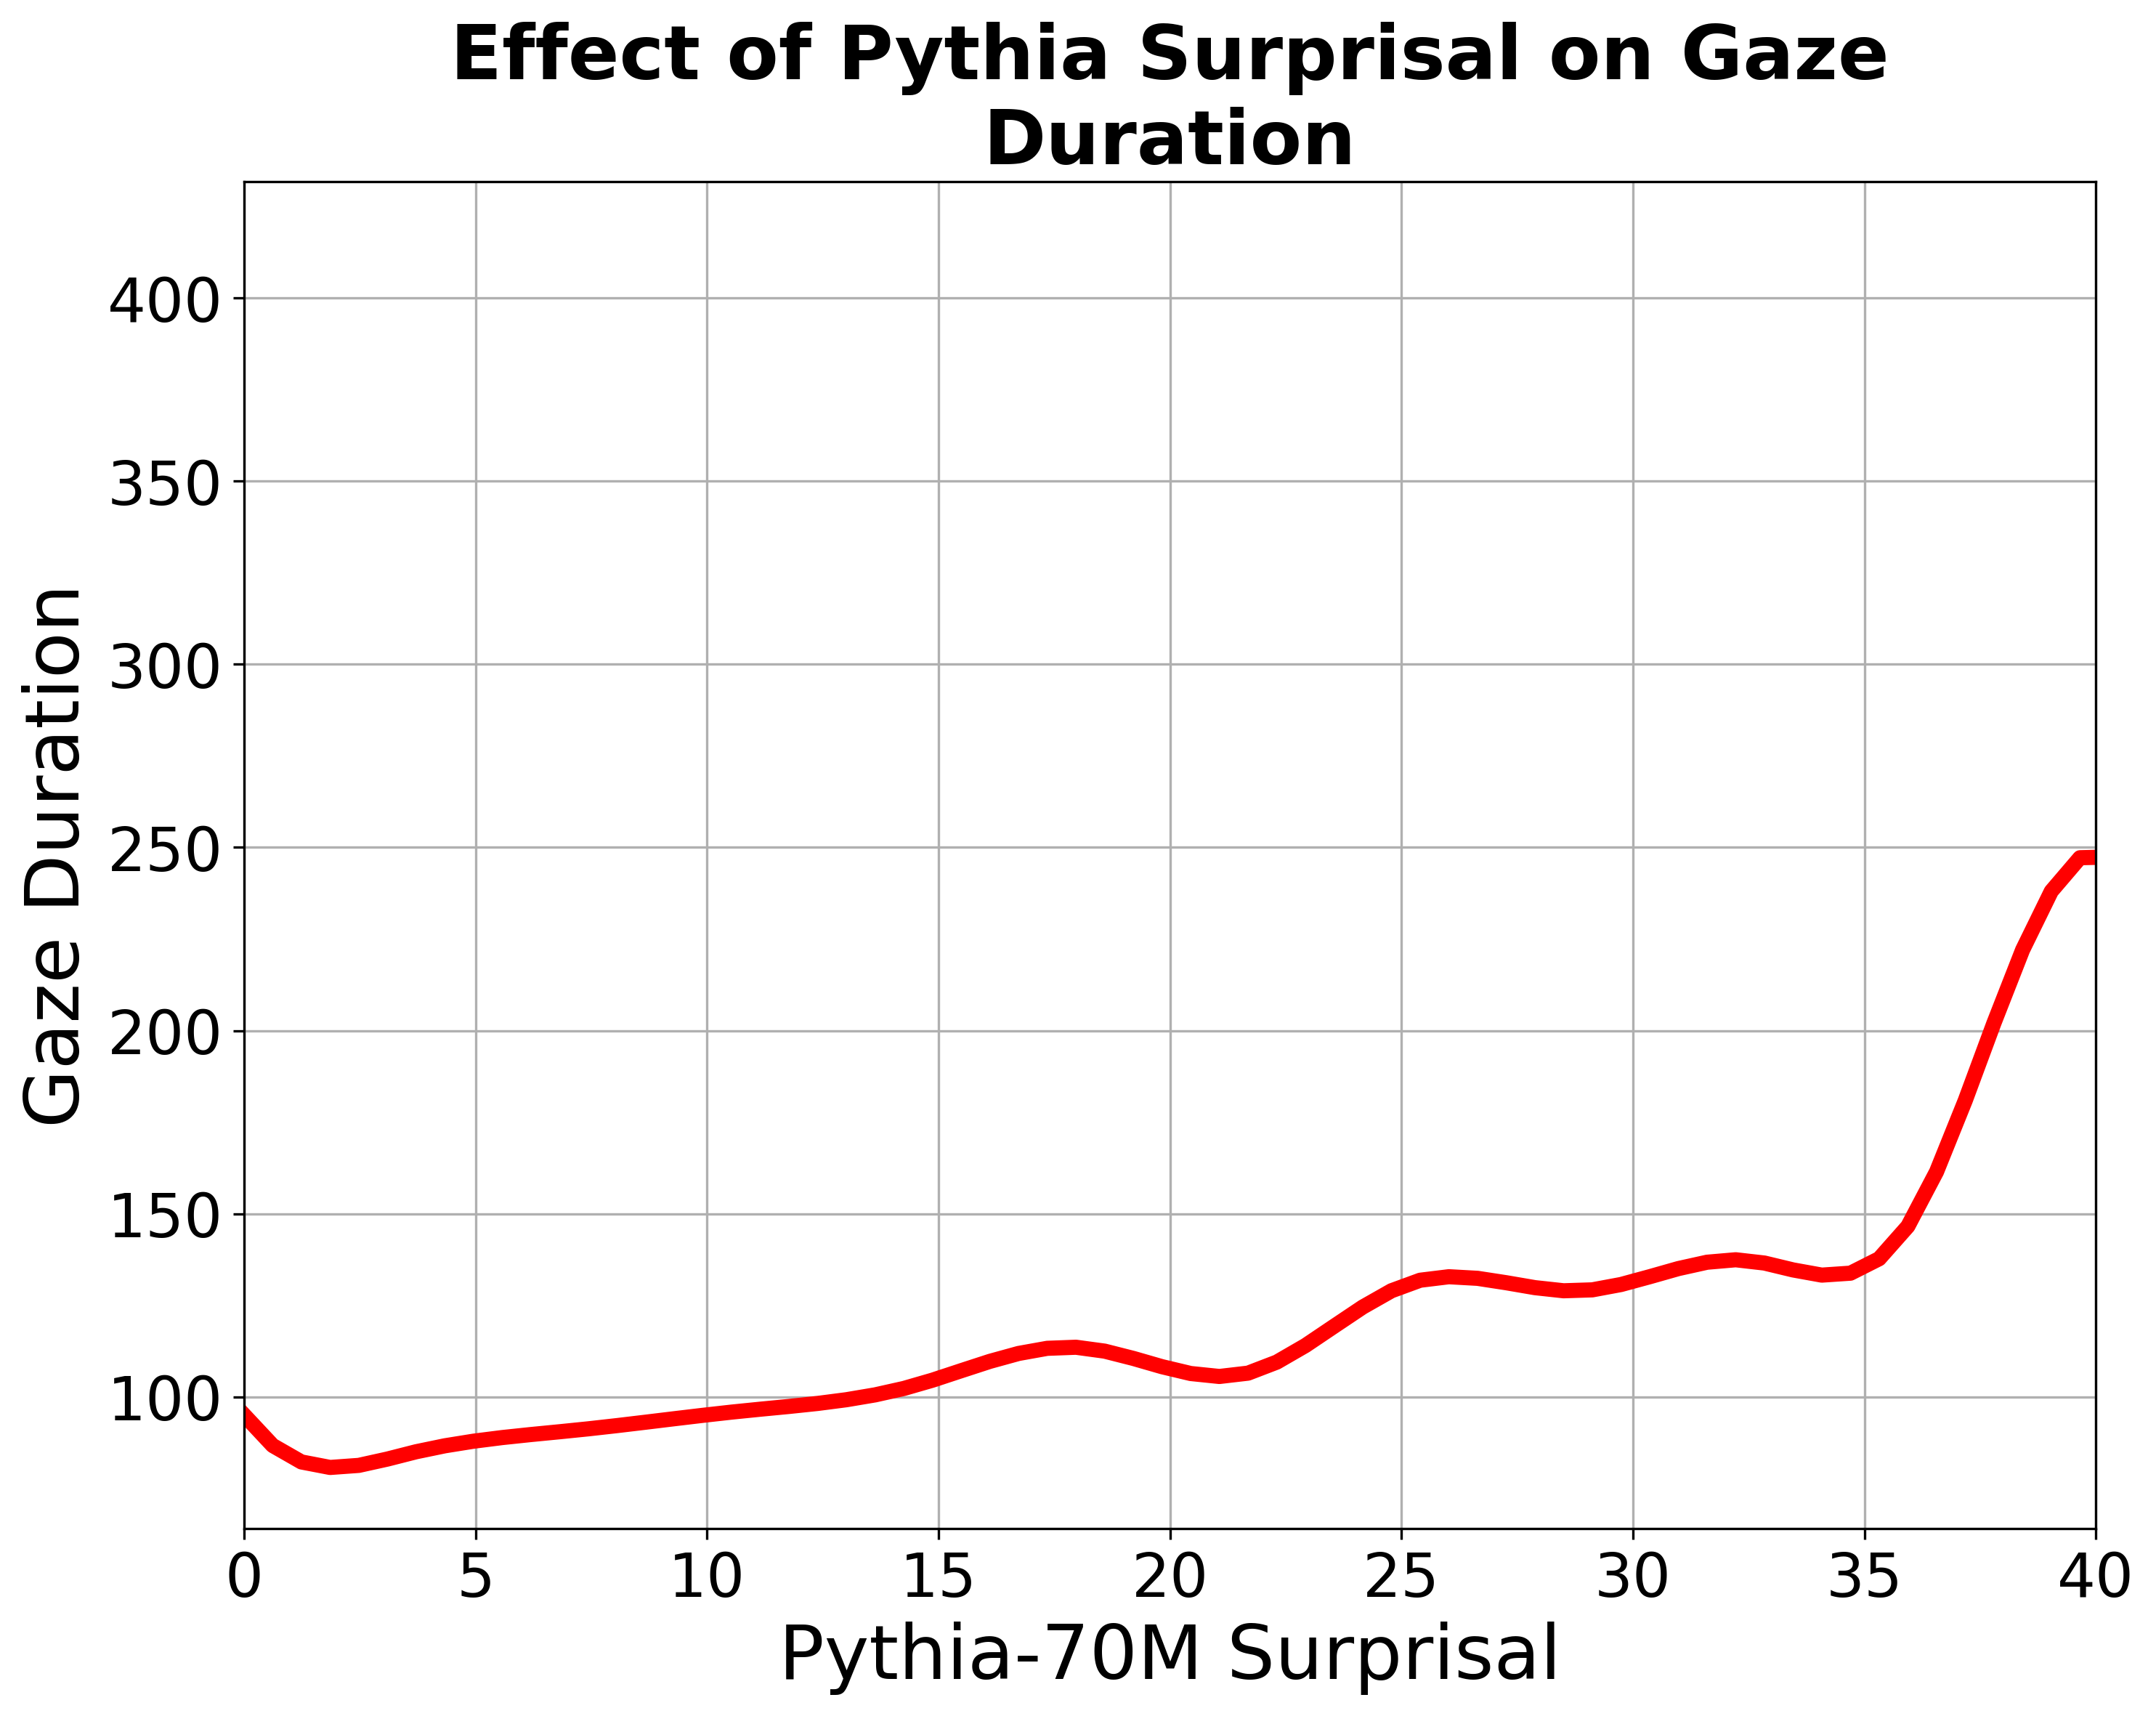 Effect of Pythia Surprisal on Gaze
Duration
Gaze Duration
400
350
300
250
200
150
100
0 5 10 15 20 25 30 35 40
Pythia-70M Surprisal